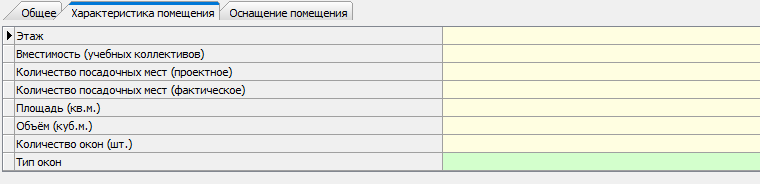 Общее Характеристика помещения Оснащение помещения
Этаж
Вместимость (учебных коллективов)
Количество посадочных мест (проектное)
Количество посадочных мест (фактическое)
Площадь (кв.м.)
Объём (куб.м.)
Количество окон (шт.)
Тип окон